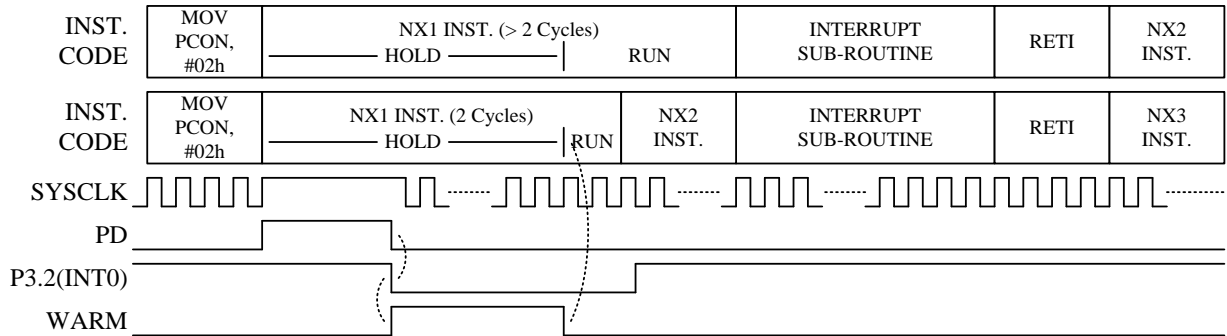 INST.
CODE
MOV
PCON,
#02h
NX1 INST. (> 2 Cycles)
HOLD
RUN
INTERRUPT
SUB-ROUTINE
RETI
NX2
INST.
INST.
CODE
MOV
PCON,
#02h
NX1 INST. (2 Cycles)
HOLD
RUN
NX2
INST.
INTERRUPT
SUB-ROUTINE
RETI
NX3
INST.
SYSCLK
PD
P3.2(INT0)
WARM